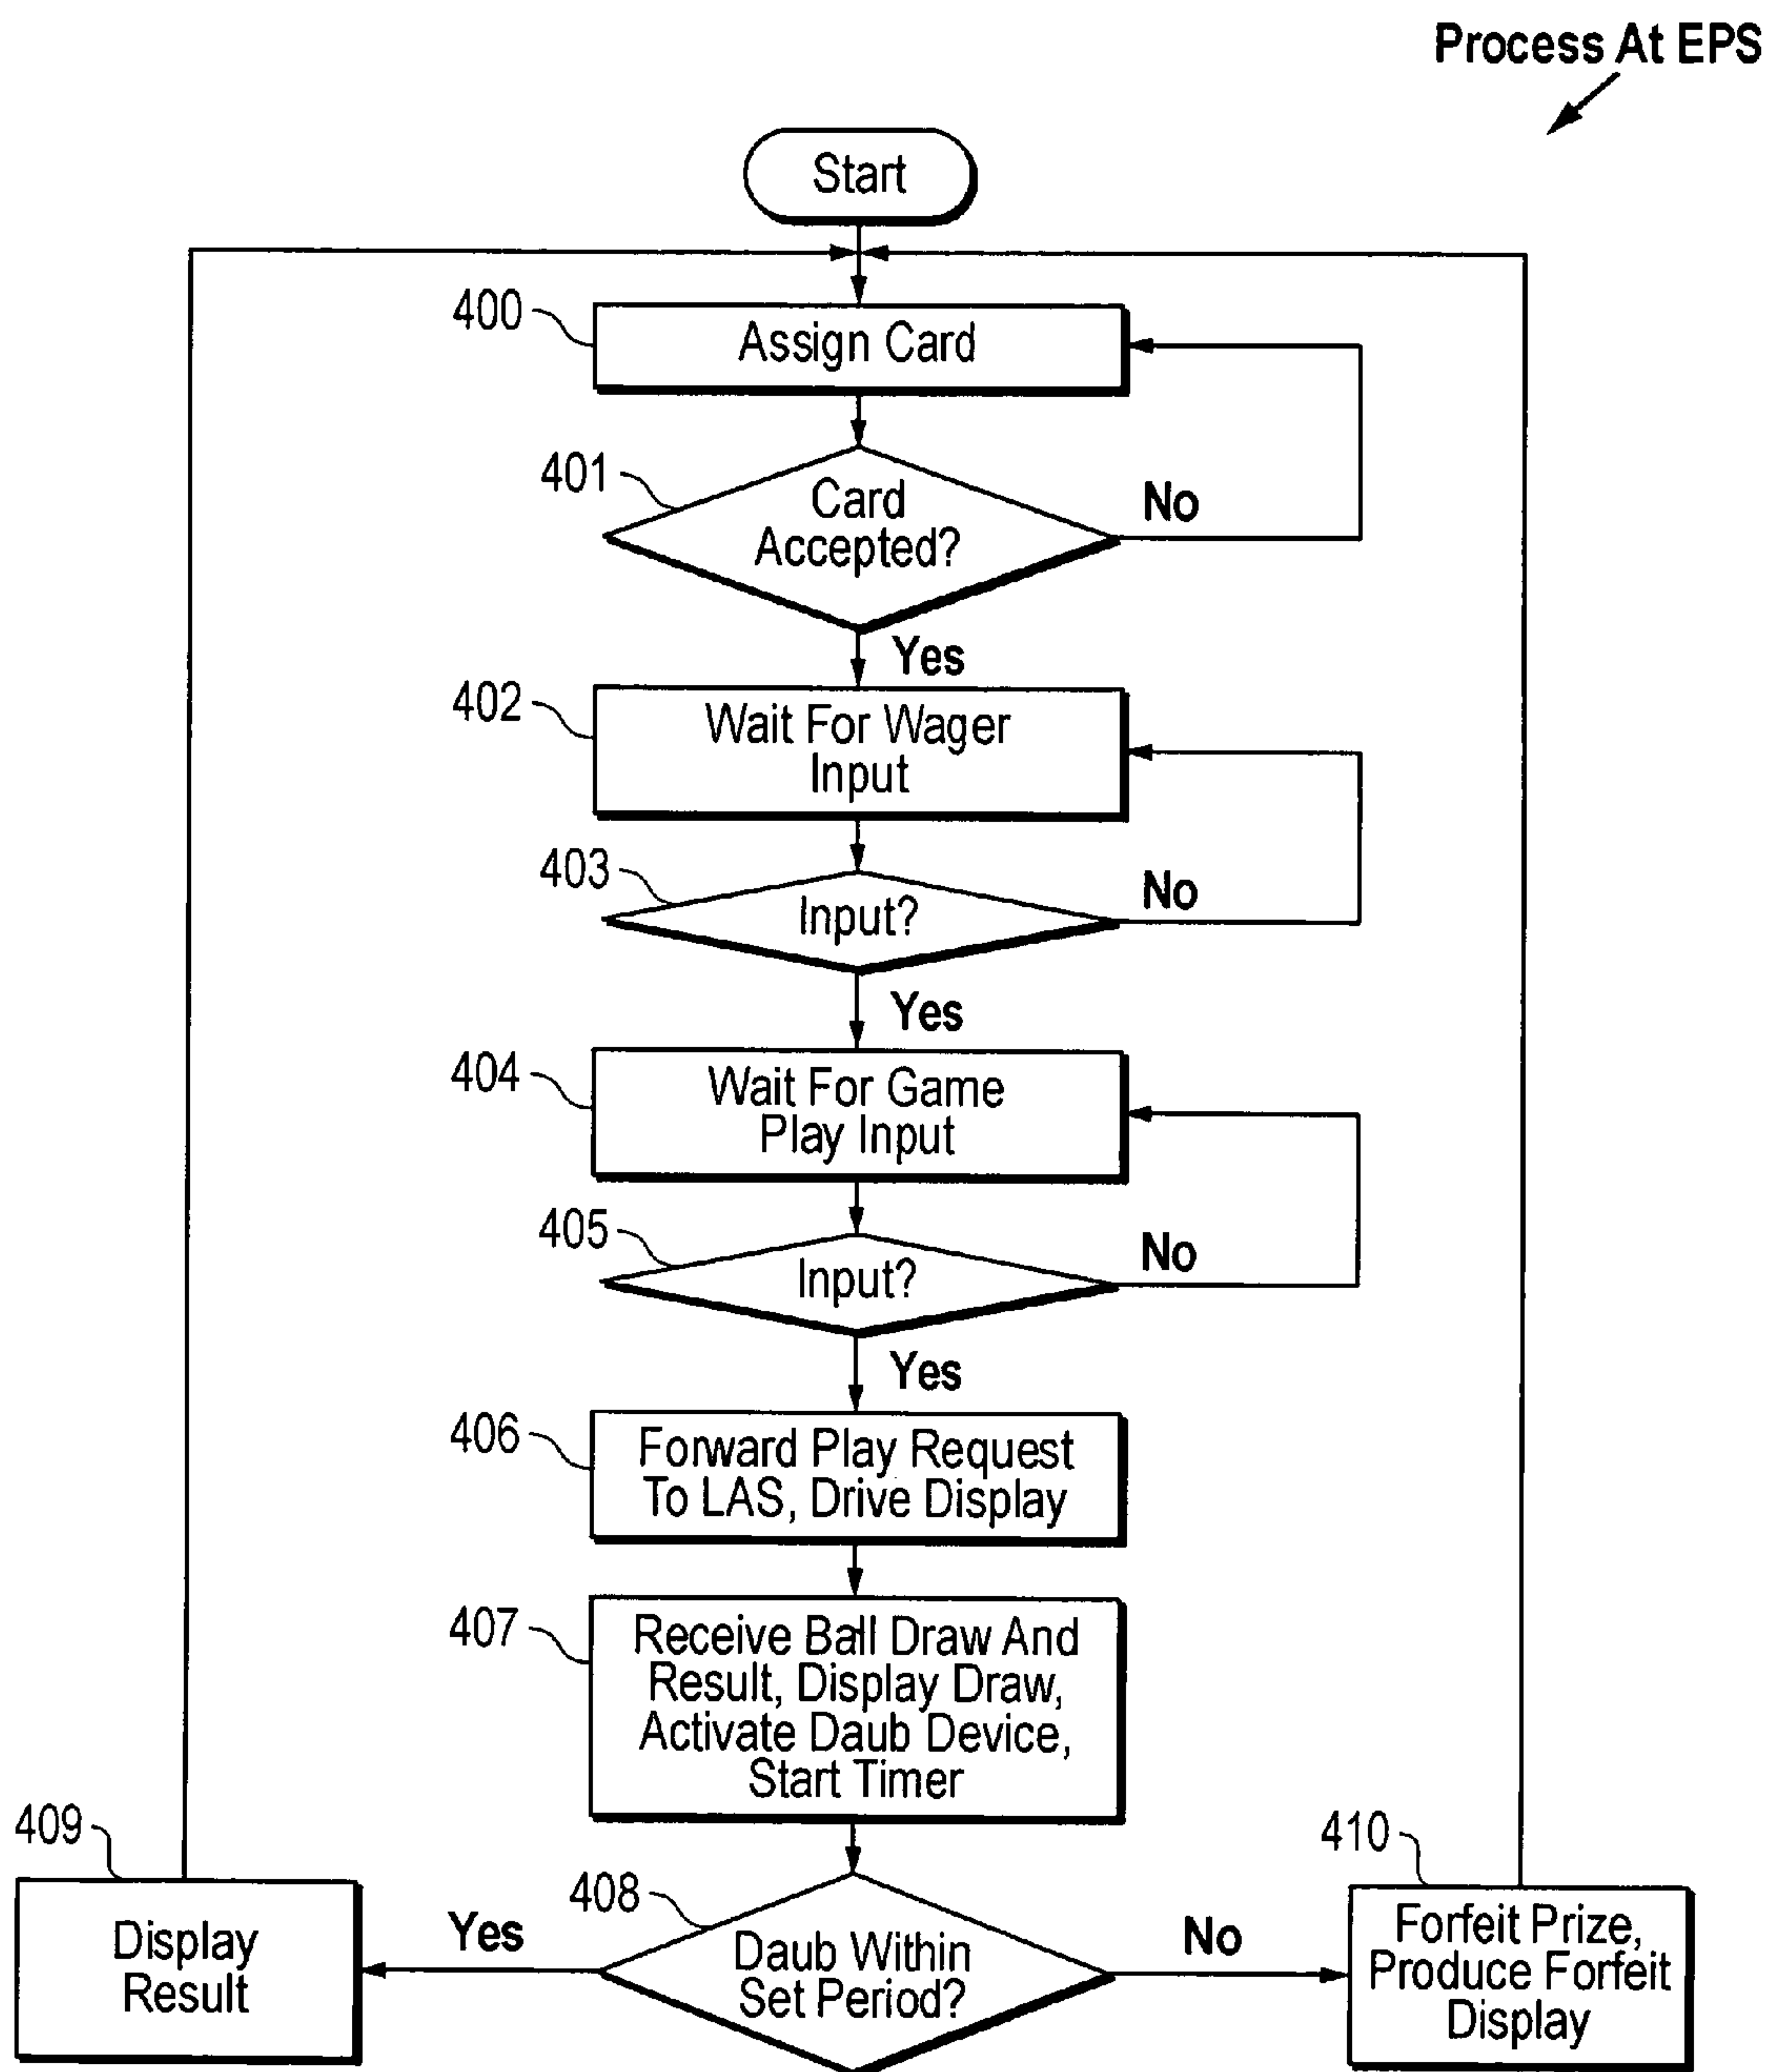 Process At EPS
Start
400
Assign Card
401
Card
Accepted?
No
Yes
402
Wait For Wager
Input
403
Input?
No
Yes
404
Wait For Game
Play Input
405
Input?
No
Yes
406
Forward Play Request
To LAS, Drive Display
407
Receive Ball Draw And
Result, Display Draw,
Activate Daub Device,
Start Timer
408
Daub Within
Set Period?
Yes
No
409
Display
Result
410
Forfeit Prize,
Produce Forfeit
Display